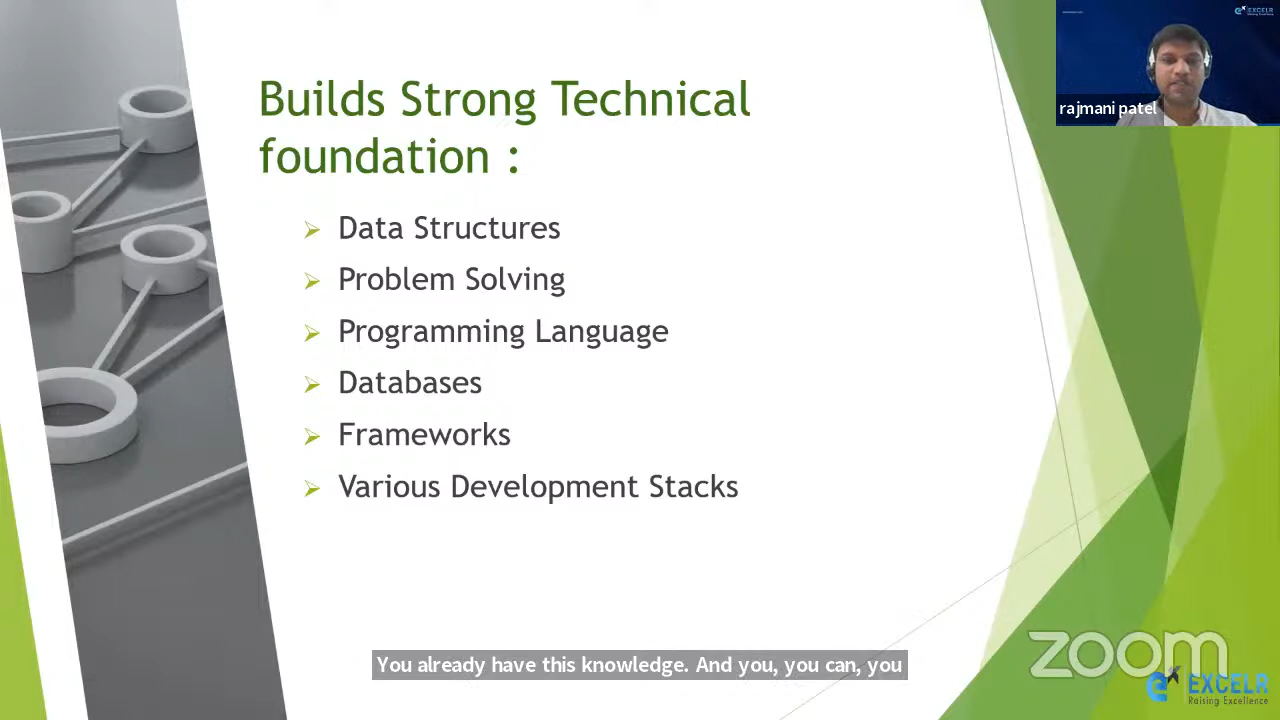 EXCELR
rajmani patel
Builds Strong Technical
foundation :
Data Structures
Problem Solving
Programming Language
Databases
Frameworks
Various Development Stacks
You already have this knowledge. And you, you can, you
zoom
EXCELR
Raising Excellence